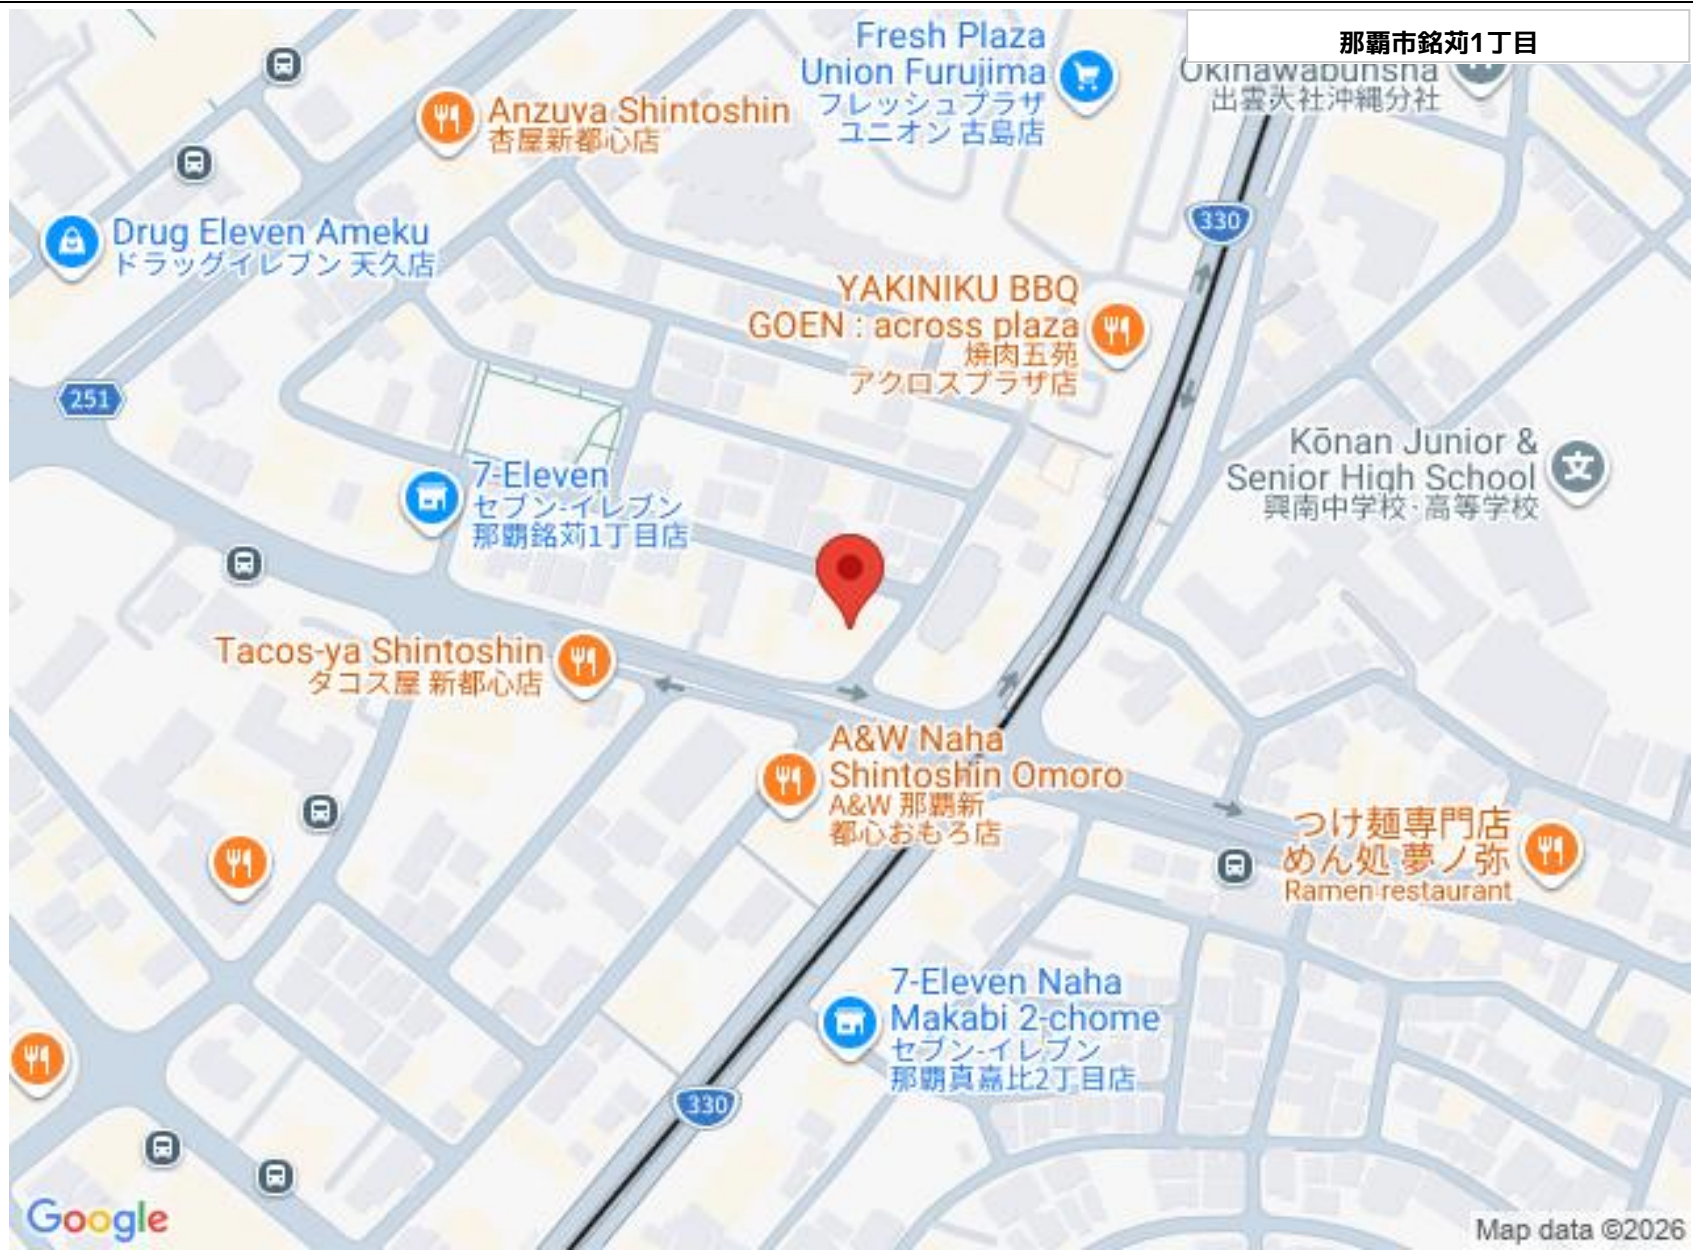 那覇市銘苅1丁目
Fresh Plaza
Union Furujima
フレッシュプラザ
ユニオン 古島店
Okinawabunsha
出雲大社沖縄分社
Anzuya Shintoshin
杏屋新都心店
330
Drug Eleven Ameku
ドラッグイレブン 天久店
YAKINIKU BBQ
GOEN : across plaza
焼肉五苑
アクロスプラザ店
251
Kōnan Junior &
Senior High School
興南中学校・高等学校
7-Eleven
セブン-イレブン
那覇銘苅1丁目店
Tacos-ya Shintoshin
タコス屋 新都心店
A&W Naha
Shintoshin Omoro
A&W 那覇新
都心おもろ店
つけ麺専門店
めん処 夢ノ弥
Ramen restaurant
7-Eleven Naha
Makabi 2-chome
セブン-イレブン
那覇真嘉比2丁目店
330
Google
Map data ©2026